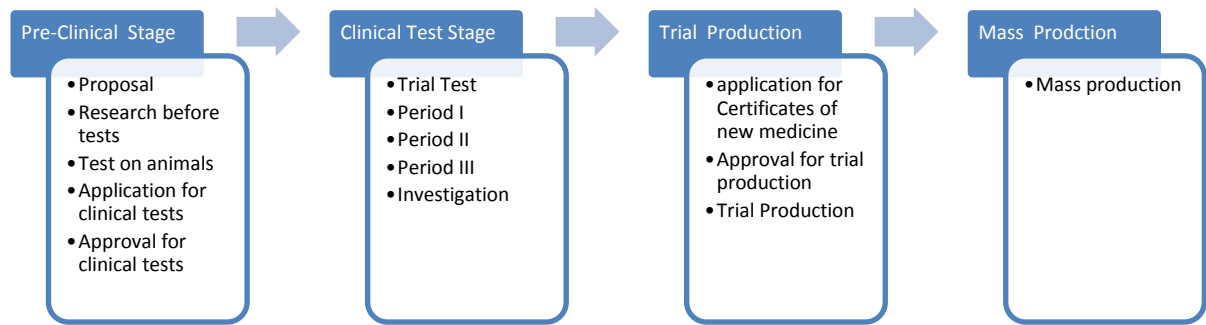 Pre-Clinical Stage
•Proposal
•Research before
tests
•Test on animals
•Application for
clinical tests
•Approval for
clinical tests
Clinical Test Stage
•Trial Test
•Period I
•Period II
•Period III
•Investigation
Trial Production
•application for
Certificates of
new medicine
•Approval for trial
production
•Trial Production
Mass Prodction
•Mass production